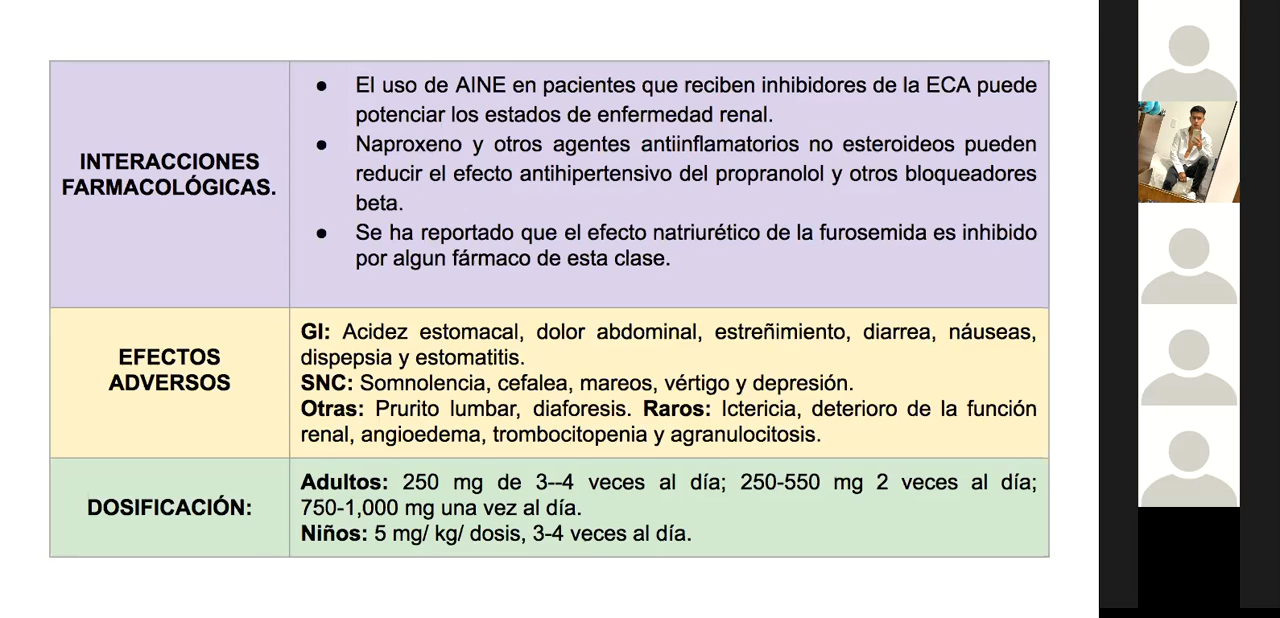 INTERACCIONES
FARMACOLÓGICAS.
● El uso de AINE en pacientes que reciben inhibidores de la ECA puede
potenciar los estados de enfermedad renal.
● Naproxeno y otros agentes antiinflamatorios no esteroideos pueden
reducir el efecto antihipertensivo del propranolol y otros bloqueadores
beta.
● Se ha reportado que el efecto natriurético de la furosemida es inhibido
por algun fármaco de esta clase.
EFECTOS
ADVERSOS
GI: Acidez estomacal, dolor abdominal, estreñimiento, diarrea, náuseas,
dispepsia y estomatitis.
SNC: Somnolencia, cefalea, mareos, vértigo y depresión.
Otras: Prurito lumbar, diaforesis. Raros: Ictericia, deterioro de la función
renal, angioedema, trombocitopenia y agranulocitosis.
DOSIFICACIÓN:
Adultos: 250 mg de 3--4 veces al día; 250-550 mg 2 veces al día;
750-1,000 mg una vez al día.
Niños: 5 mg/ kg/ dosis, 3-4 veces al día.